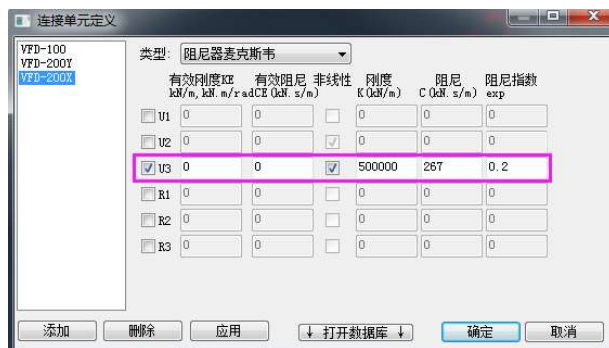 连接单元定义
VFD-100
VFD-200Y
VFD-200X
类型: 阻尼器麦克斯韦
有效刚度KE 有效阻尼 非线性 刚度 阻尼 阻尼指数
kN/m, kN.m/radCE(kN.s/m) K(kN/m) C(kN.s/m) exp
U1 0 0 0 0 0
U2 0 0 0 0 0
U3 0 0 500000 267 0.2
R1 0 0 0 0 0
R2 0 0 0 0 0
R3 0 0 0 0 0
添加 删除 应用 ↓ 打开数据库 ↓ 确定 取消